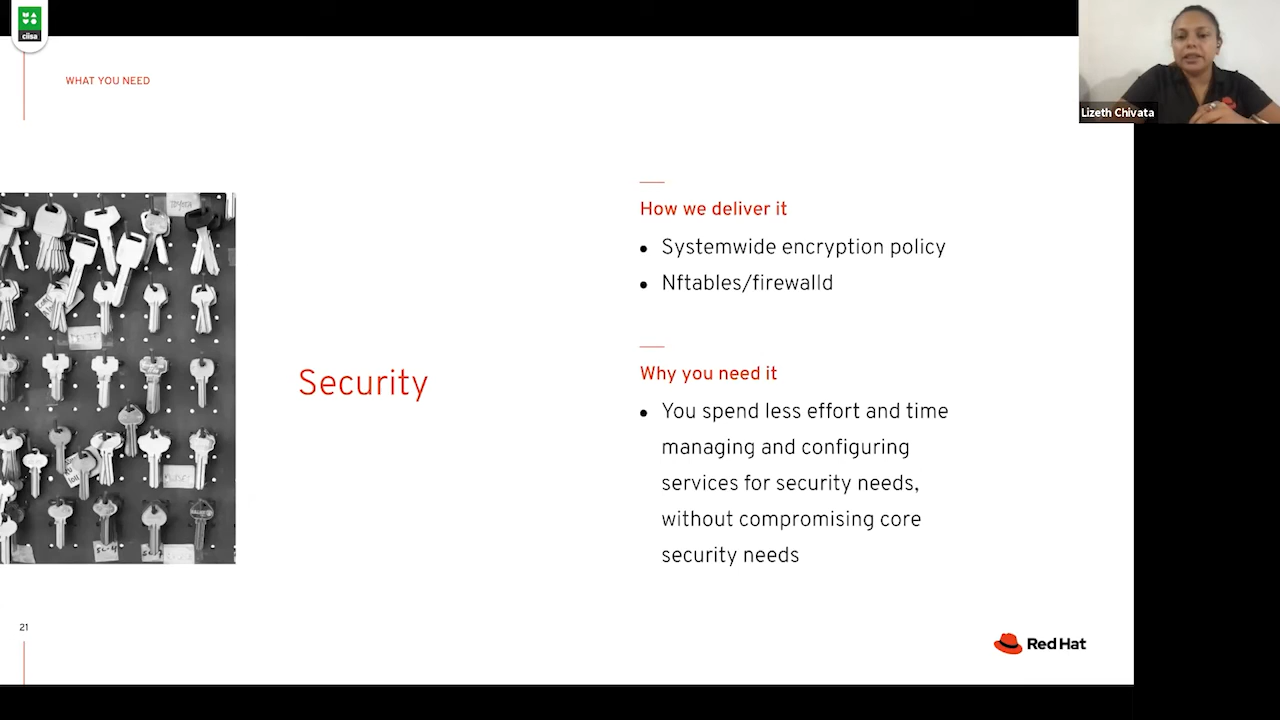 ciisa
WHAT YOU NEED
Lizeth Chivata
How we deliver it
• Systemwide encryption policy
• Nftables/firewalld
Security
Why you need it
• You spend less effort and time
managing and configuring
services for security needs,
without compromising core
security needs
21
Red Hat